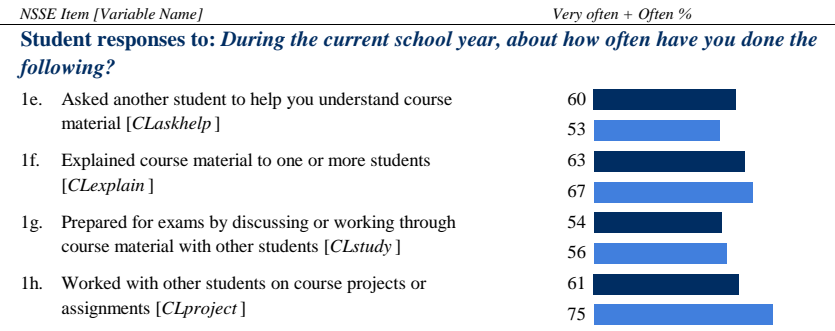 NSSE Item [Variable Name] Very often + Often %
Student responses to: During the current school year, about how often have you done the
following?
1e. Asked another student to help you understand course 60
material [CLaskhelp ] 53
1f. Explained course material to one or more students 63
[CLexplain ] 67
1g. Prepared for exams by discussing or working through 54
course material with other students [CLstudy ] 56
1h. Worked with other students on course projects or 61
assignments [CLproject ] 75